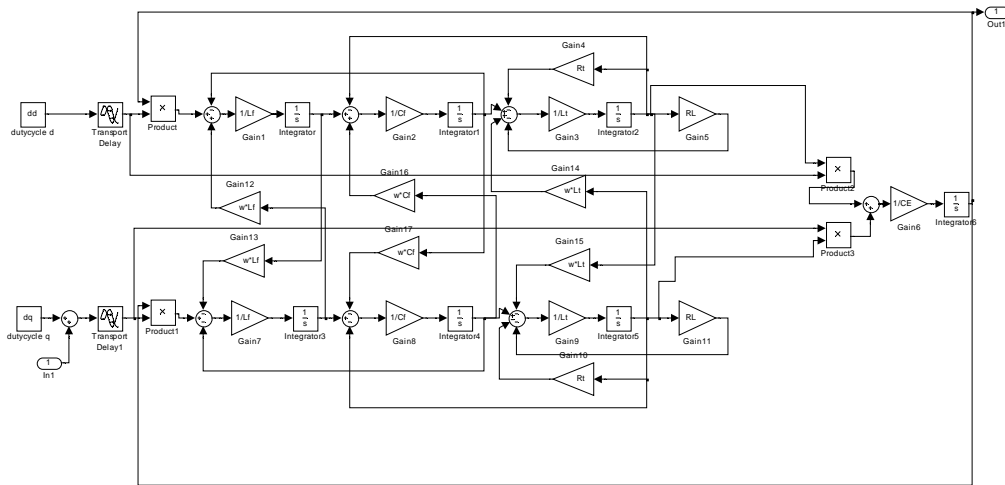 1
Out1
Gain4
Rt
dd
dutycycle d
Transport
Delay
×
Product
1/Lf
Gain1
1
s
Integrator
1/Cf
Gain2
1
s
Integrator1
1/Lt
Gain3
1
s
Integrator2
RL
Gain5
×
Product2
Gain12
w*Lf
Gain16
w*Cf
Gain14
w*Lt
1/CE
Gain6
1
s
Integrator6
×
Product3
Gain13
w*Lf
Gain17
w*Cf
Gain15
w*Lt
dq
dutycycle q
Transport
Delay1
×
Product1
1/Lf
Gain7
1
s
Integrator3
1/Cf
Gain8
1
s
Integrator4
1/Lt
Gain9
1
s
Integrator5
RL
Gain11
1
In1
Gain10
Rt